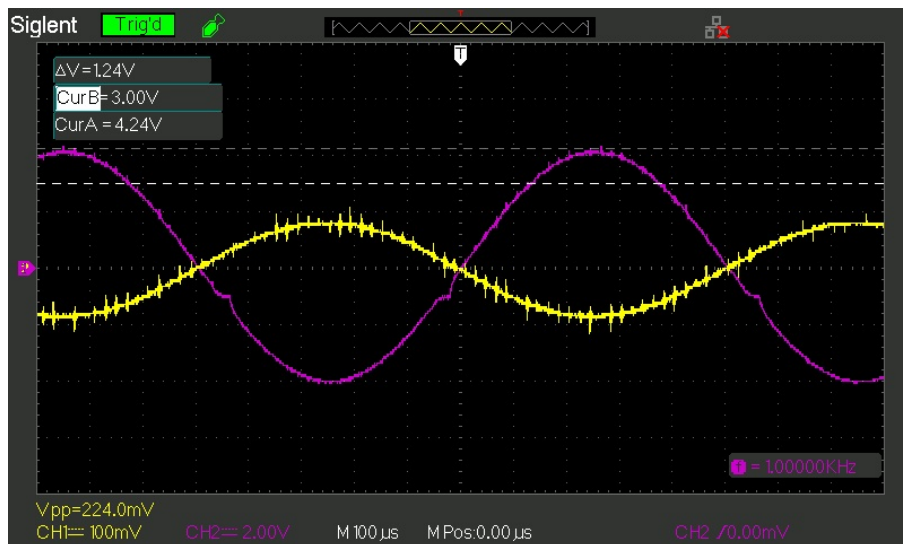 Siglent Trig'd
T
T
ΔV=1.24V
CurB=3.00V
CurA=4.24V
f = 1.00000KHz
Vpp=224.0mV
CH1 100mV CH2 2.00V M 100 µs M Pos:0.00 µs CH2 /0.00mV